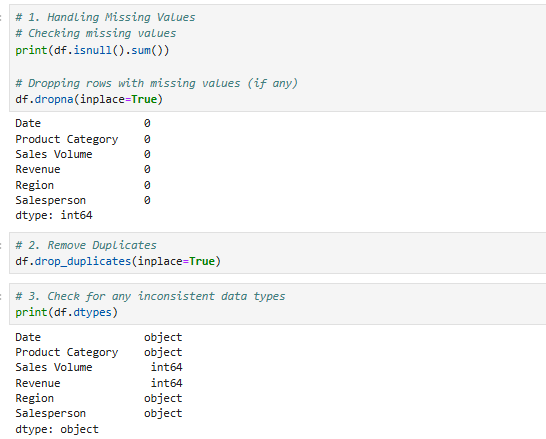 # 1. Handling Missing Values
# Checking missing values
print(df.isnull().sum())
# Dropping rows with missing values (if any)
df.dropna(inplace=True)
Date 0
Product Category 0
Sales Volume 0
Revenue 0
Region 0
Salesperson 0
dtype: int64
# 2. Remove Duplicates
df.drop_duplicates(inplace=True)
# 3. Check for any inconsistent data types
print(df.dtypes)
Date object
Product Category object
Sales Volume int64
Revenue int64
Region object
Salesperson object
dtype: object